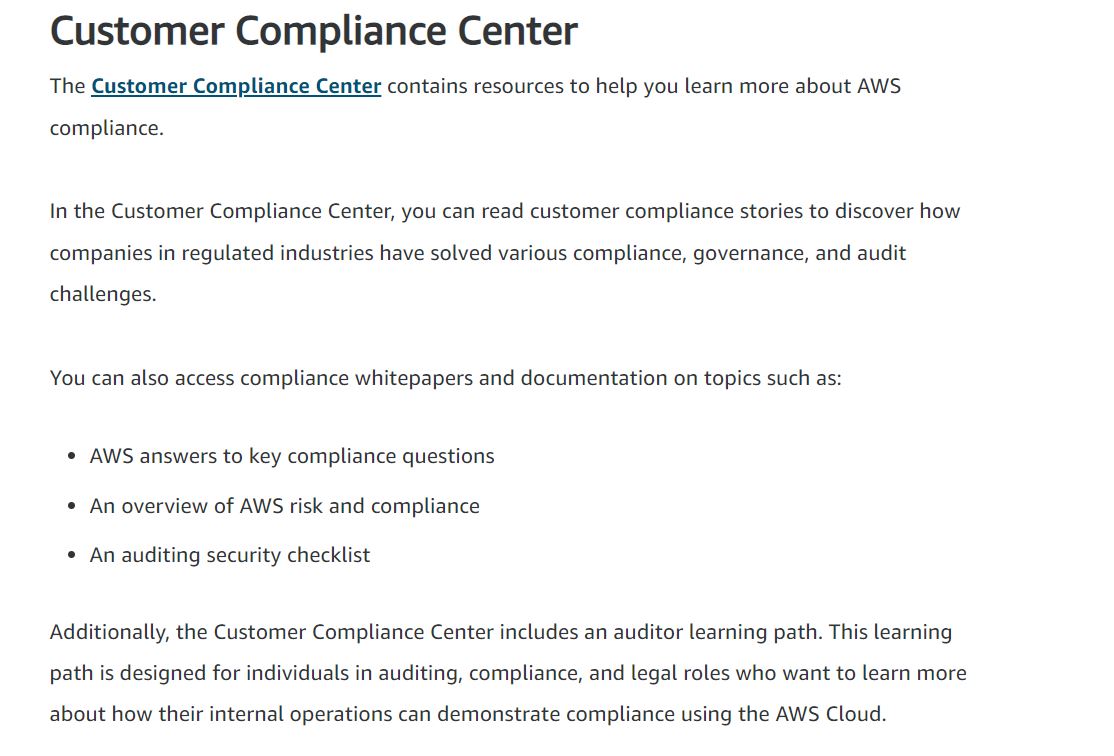 Customer Compliance Center
The Customer Compliance Center contains resources to help you learn more about AWS
compliance.
In the Customer Compliance Center, you can read customer compliance stories to discover how
companies in regulated industries have solved various compliance, governance, and audit
challenges.
You can also access compliance whitepapers and documentation on topics such as:
• AWS answers to key compliance questions
• An overview of AWS risk and compliance
• An auditing security checklist
Additionally, the Customer Compliance Center includes an auditor learning path. This learning
path is designed for individuals in auditing, compliance, and legal roles who want to learn more
about how their internal operations can demonstrate compliance using the AWS Cloud.